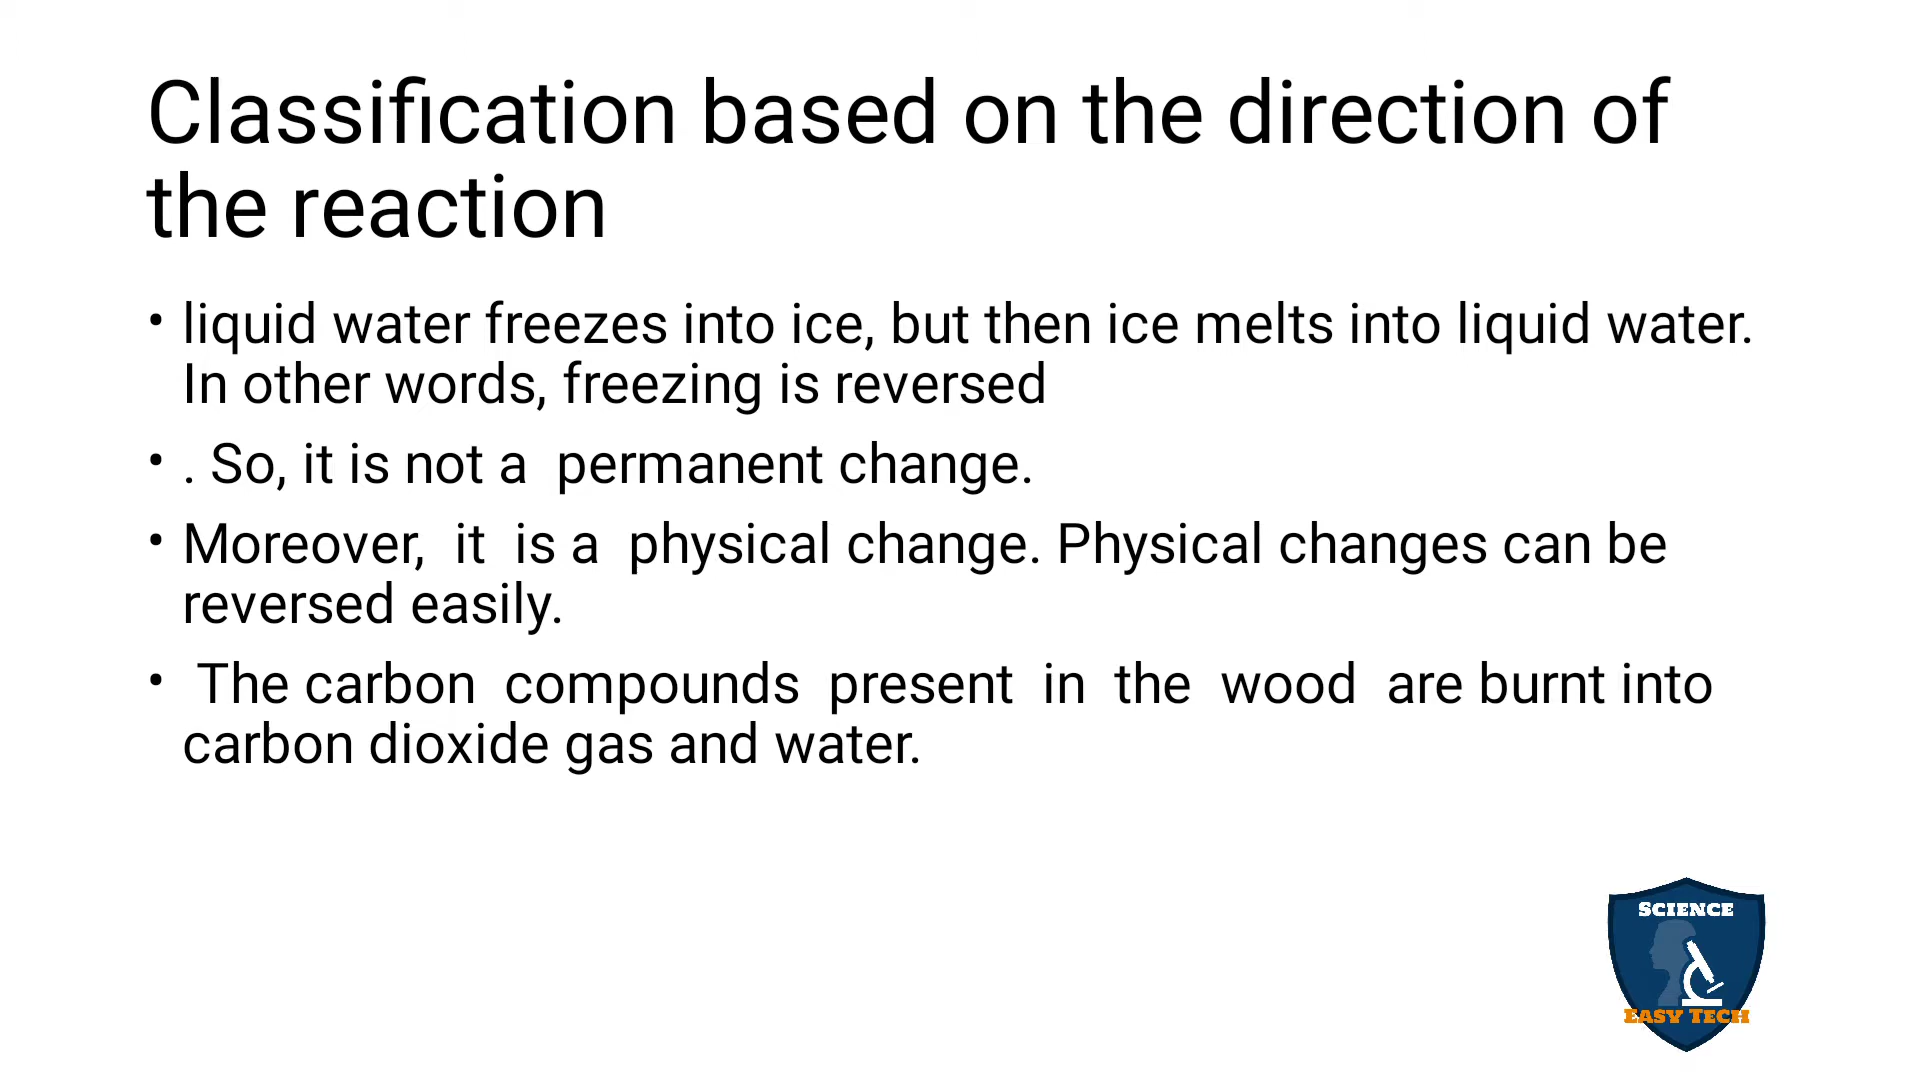 Classification based on the direction of
the reaction
• liquid water freezes into ice, but then ice melts into liquid water.
In other words, freezing is reversed
• . So, it is not a  permanent change.
• Moreover,  it  is a  physical change. Physical changes can be
reversed easily.
•  The carbon  compounds  present  in  the  wood  are burnt into
carbon dioxide gas and water.
SCIENCE
EASY TECH